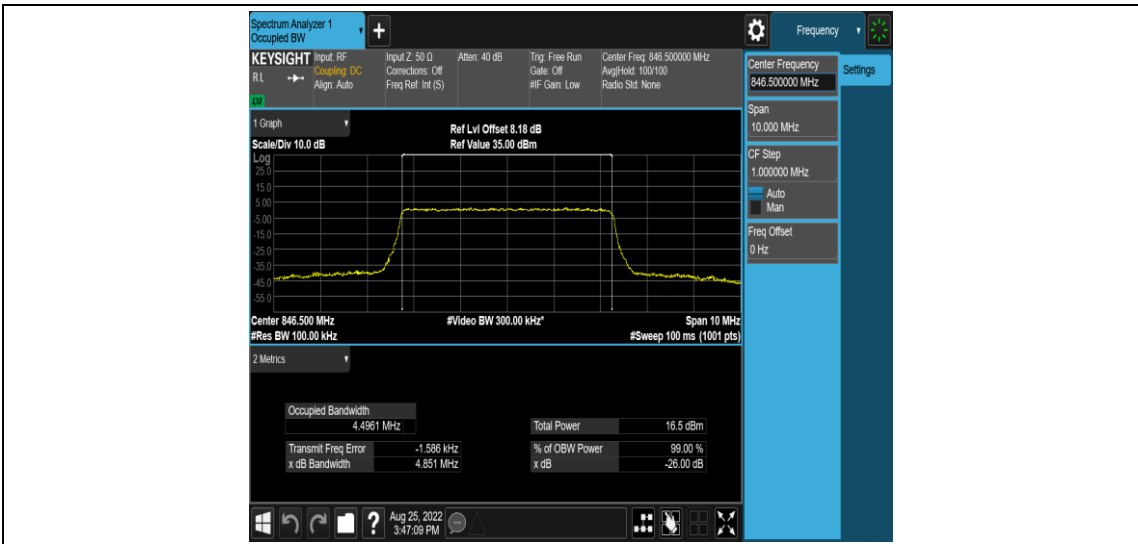 Spectrum Analyzer 1
Occupied BW
+
Frequency
KEYSIGHT
R L
LXI
Input: RF
Coupling: DC
Align: Auto
Input Z: 50 Ω
Corrections: Off
Freq Ref: Int (S)
Atten: 40 dB
Trig: Free Run
Gate: Off
#IF Gain: Low
Center Freq: 846.500000 MHz
Avg|Hold: 100/100
Radio Std: None
Center Frequency
846.500000 MHz
Settings
Span
10.000 MHz
CF Step
1.000000 MHz
Auto
Man
Freq Offset
0 Hz
1 Graph
Scale/Div 10.0 dB
Ref Lvl Offset 8.18 dB
Ref Value 35.00 dBm
Log
25.0
15.0
5.00
-5.00
-15.0
-25.0
-35.0
-45.0
-55.0
Center 846.500 MHz
#Video BW 300.00 kHz*
Span 10 MHz
#Res BW 100.00 kHz
#Sweep 100 ms (1001 pts)
2 Metrics
Occupied Bandwidth
4.4961 MHz
Total Power 16.5 dBm
Transmit Freq Error -1.586 kHz
% of OBW Power 99.00 %
x dB Bandwidth 4.851 MHz
x dB -26.00 dB
?
Aug 25, 2022
3:47:09 PM